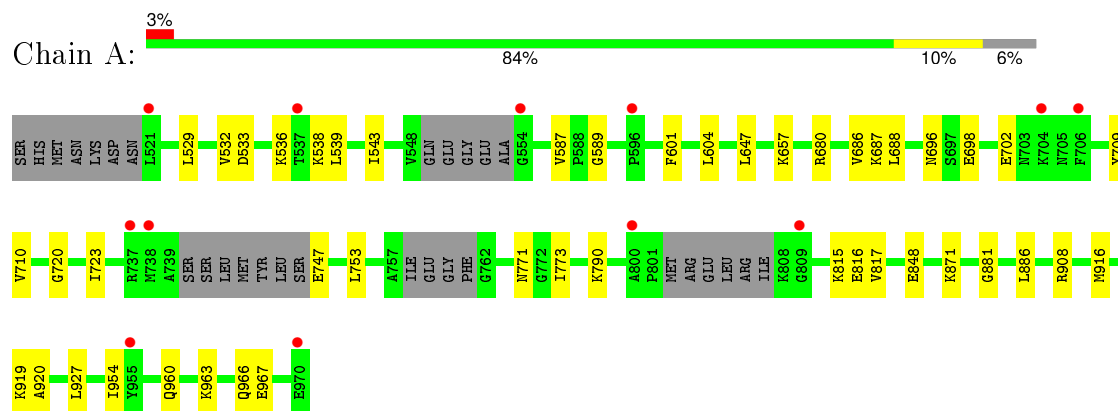 3%
Chain A:
84% 10% 6%
SER HIS MET ASN LYS ASP ASN L521 L529 V532 D533 K536 T537 K538 L539 I543 V548 GLN GLU GLY GLU ALA G554 V587 P588 G589 P596 F601 L604 L647 K657 R680 V686 K687 L688 N696 S697 E698 E702 N703 K704 N705 F706 Y709
V710 G720 I723 R737 M738 A739 SER SER LEU MET TYR LEU SER E747 L753 A757 ILE GLU GLY PHE G762 N771 G772 I773 K790 A800 P801 MET ARG GLU LEU ARG ILE K808 G809 K815 E816 V817 E848 K871 G881 L886 R908 M916
K919 A920 L927 I954 Y955 Q960 K963 Q966 E967 E970